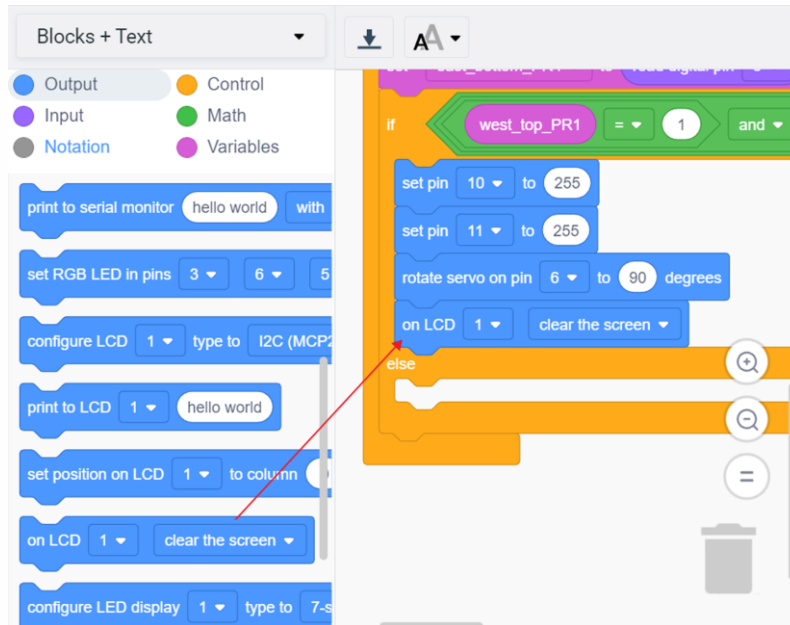 Blocks + Text
AA
Output
Control
Input
Math
Notation
Variables
print to serial monitor hello world with
set RGB LED in pins 3 6 5
configure LCD 1 type to I2C (MCP2
print to LCD 1 hello world
set position on LCD 1 to column
on LCD 1 clear the screen
configure LED display 1 type to 7-s
if west_top_PR1 = 1 and
set pin 10 to 255
set pin 11 to 255
rotate servo on pin 6 to 90 degrees
on LCD 1 clear the screen
else